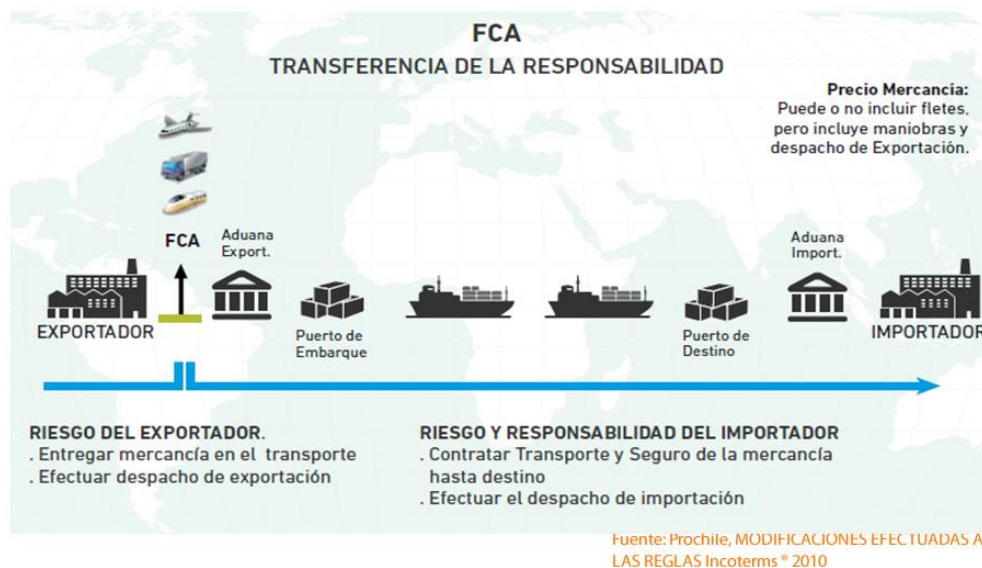 FCA
TRANSFERENCIA DE LA RESPONSABILIDAD
Precio Mercancía:
Puede o no incluir fletes,
pero incluye maniobras y
despacho de Exportación.
FCA
Aduana
Export.
Aduana
Import.
EXPORTADOR
Puerto de
Embarque
Puerto de
Destino
IMPORTADOR
RIESGO DEL EXPORTADOR.
. Entregar mercancía en el transporte
. Efectuar despacho de exportación
RIESGO Y RESPONSABILIDAD DEL IMPORTADOR
. Contratar Transporte y Seguro de la mercancía
hasta destino
. Efectuar el despacho de importación
Fuente: Prochile, MODIFICACIONES EFECTUADAS A
LAS REGLAS Incoterms ® 2010